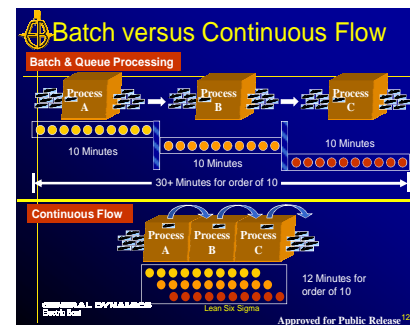 Batch versus Continuous Flow
Batch & Queue Processing
Process
A
Process
B
Process
C
10 Minutes
10 Minutes
10 Minutes
30+ Minutes for order of 10
Continuous Flow
Process
A
Process
B
Process
C
12 Minutes for
order of 10
GENERAL DYNAMICS
Electric Boat
Lean Six Sigma
Approved for Public Release
12